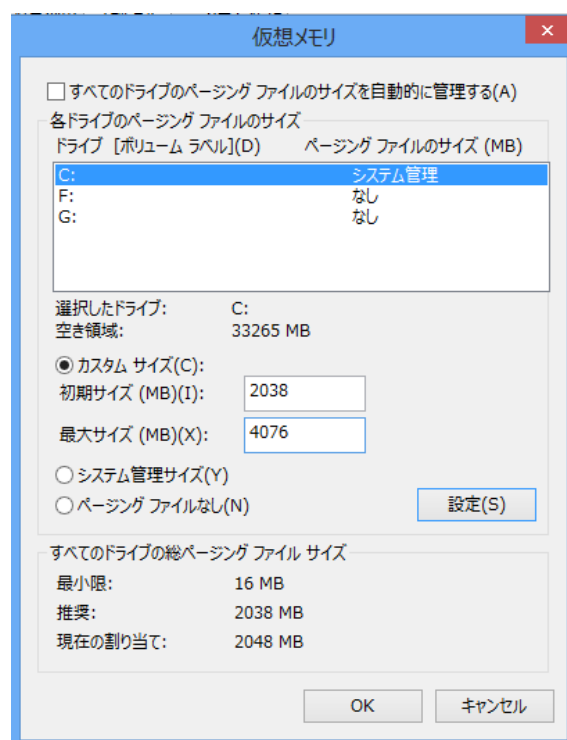 仮想メモリ
すべてのドライブのページング ファイルのサイズを自動的に管理する(A)
各ドライブのページング ファイルのサイズ
ドライブ [ボリューム ラベル](D) ページング ファイルのサイズ (MB)
C: システム管理
F: なし
G: なし
選択したドライブ: C:
空き領域: 33265 MB
カスタム サイズ(C):
初期サイズ (MB)(I): 2038
最大サイズ (MB)(X): 4076
システム管理サイズ(Y)
ページング ファイルなし(N) 設定(S)
すべてのドライブの総ページング ファイル サイズ
最小限: 16 MB
推奨: 2038 MB
現在の割り当て: 2048 MB
OK キャンセル